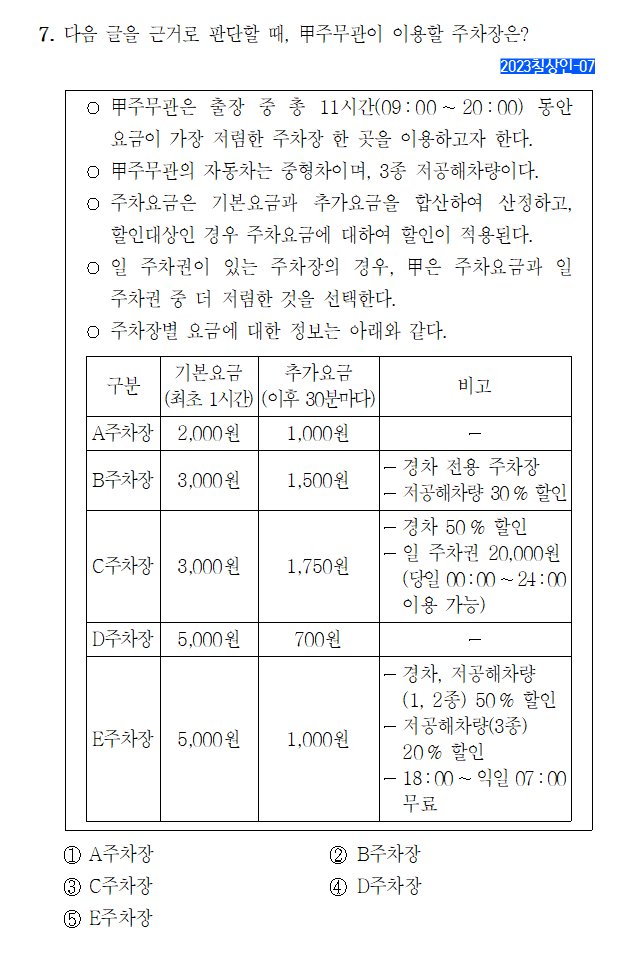 7. 다음 글을 근거로 판단할 때, 甲주무관이 이용할 주차장은?
2023칠상인-07
○ 甲주무관은 출장 중 총 11시간(09:00~20:00) 동안
요금이 가장 저렴한 주차장 한 곳을 이용하고자 한다.
○ 甲주무관의 자동차는 중형차이며, 3종 저공해차량이다.
○ 주차요금은 기본요금과 추가요금을 합산하여 산정하고,
할인대상인 경우 주차요금에 대하여 할인이 적용된다.
○ 일 주차권이 있는 주차장의 경우, 甲은 주차요금과 일
주차권 중 더 저렴한 것을 선택한다.
○ 주차장별 요금에 대한 정보는 아래와 같다.
구분 기본요금 (최초 1시간) 추가요금 (이후 30분마다) 비고
A주차장 2,000원 1,000원 －
B주차장 3,000원 1,500원 － 경차 전용 주차장
－ 저공해차량 30% 할인
C주차장 3,000원 1,750원 － 경차 50% 할인
－ 일 주차권 20,000원
(당일 00:00~24:00
이용 가능)
D주차장 5,000원 700원 －
E주차장 5,000원 1,000원 － 경차, 저공해차량
(1, 2종) 50% 할인
－ 저공해차량(3종)
20% 할인
－ 18:00~익일 07:00
무료
① A주차장 ② B주차장
③ C주차장 ④ D주차장
⑤ E주차장